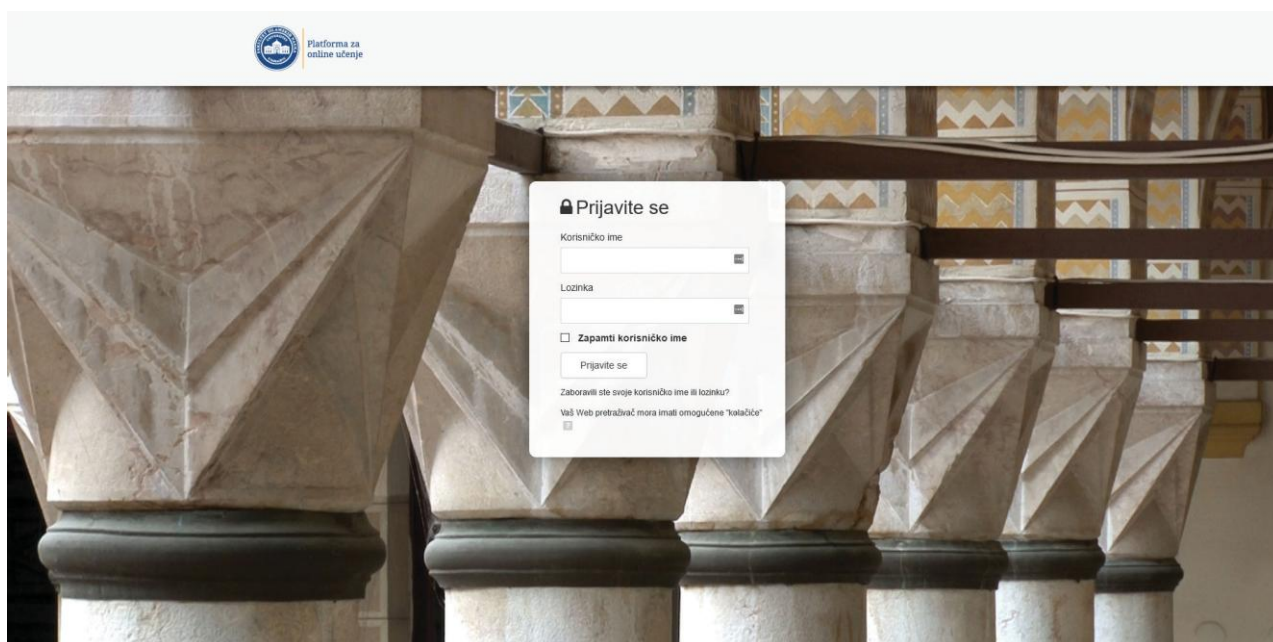 Platforma za
online učenje
Prijavite se
Korisničko ime
Lozinka
Zapamti korisničko ime
Prijavite se
Zaboravili ste svoje korisničko ime ili lozinku?
Vaš Web pretraživač mora imati omogućene "kolačiće"
?